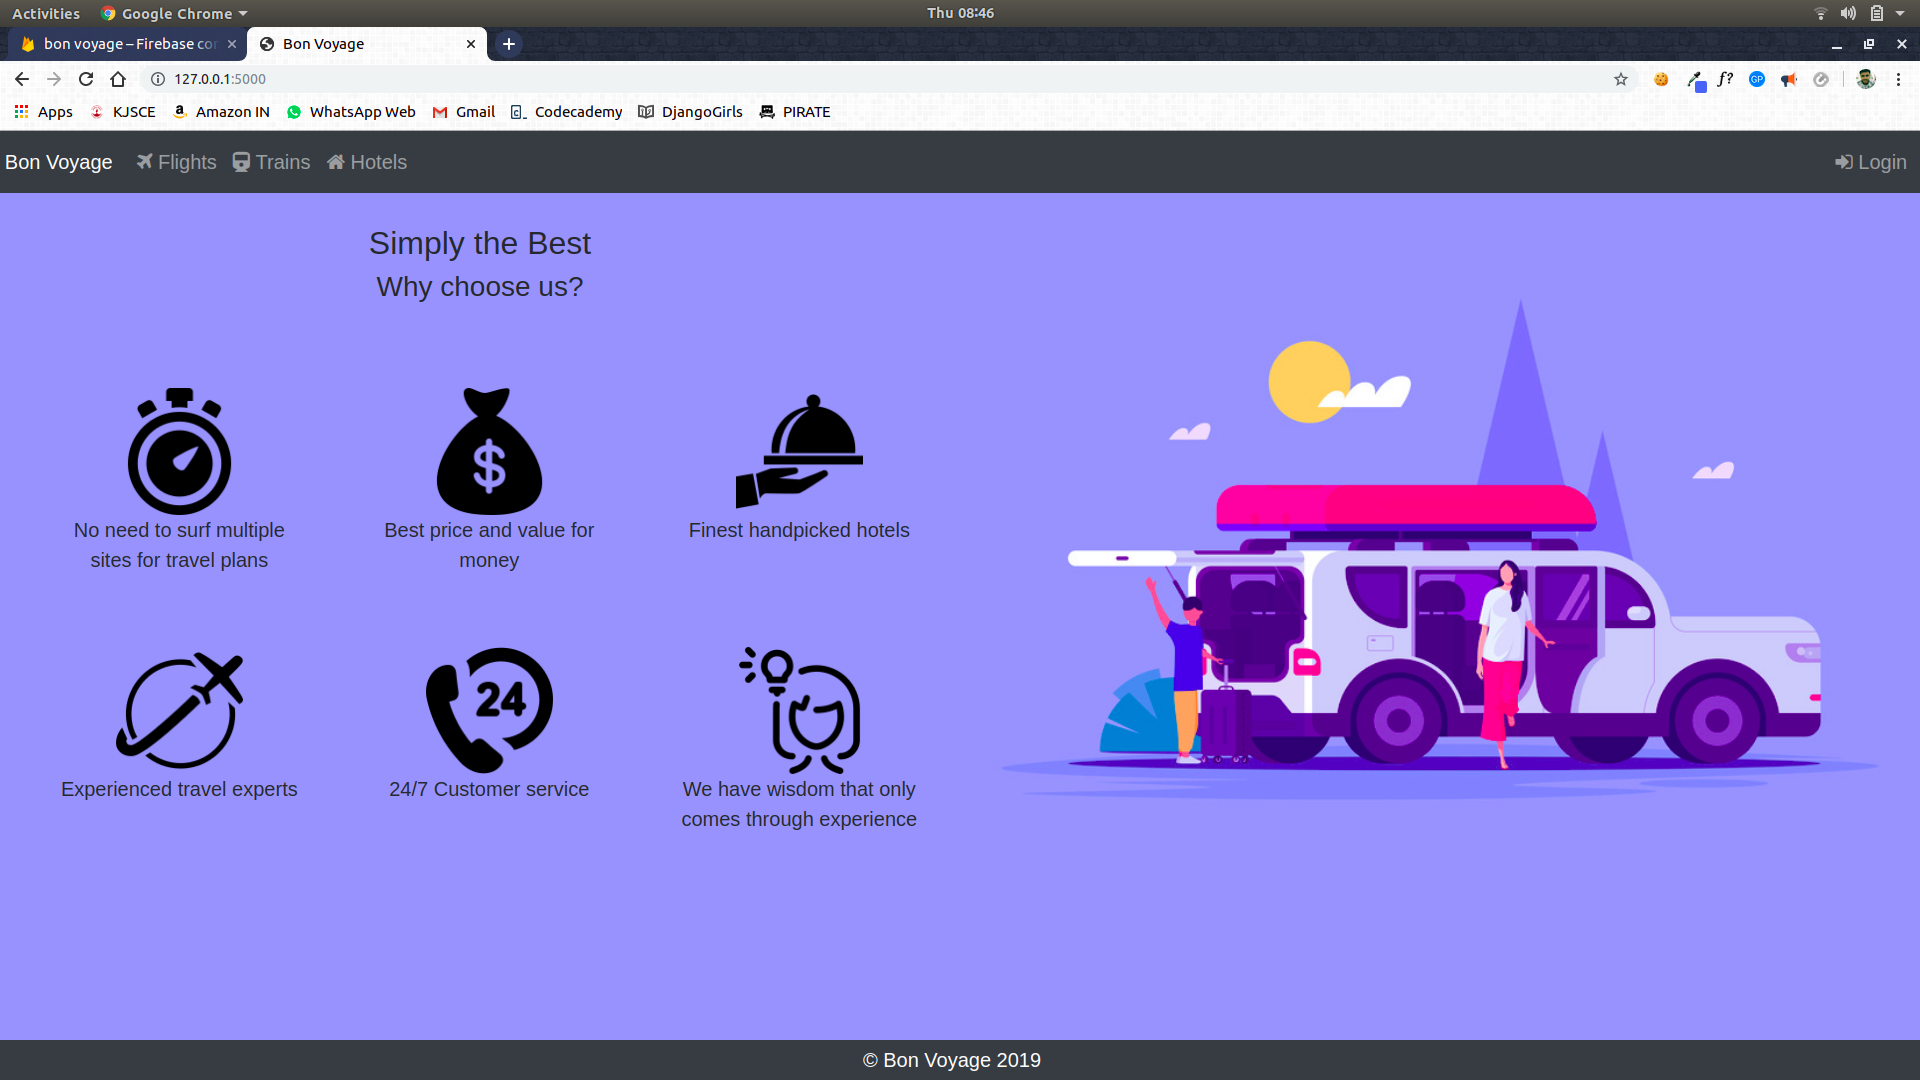 Activities Google Chrome Thu 08:46
bon voyage – Firebase cor Bon Voyage
127.0.0.1:5000 f? GP
Apps KJSCE Amazon IN WhatsApp Web Gmail Codecademy DjangoGirls PIRATE
Bon Voyage Flights Trains Hotels Login
Simply the Best
Why choose us?
$
No need to surf multiple
sites for travel plans
Best price and value for
money
Finest handpicked hotels
24
Experienced travel experts
24/7 Customer service
We have wisdom that only
comes through experience
© Bon Voyage 2019